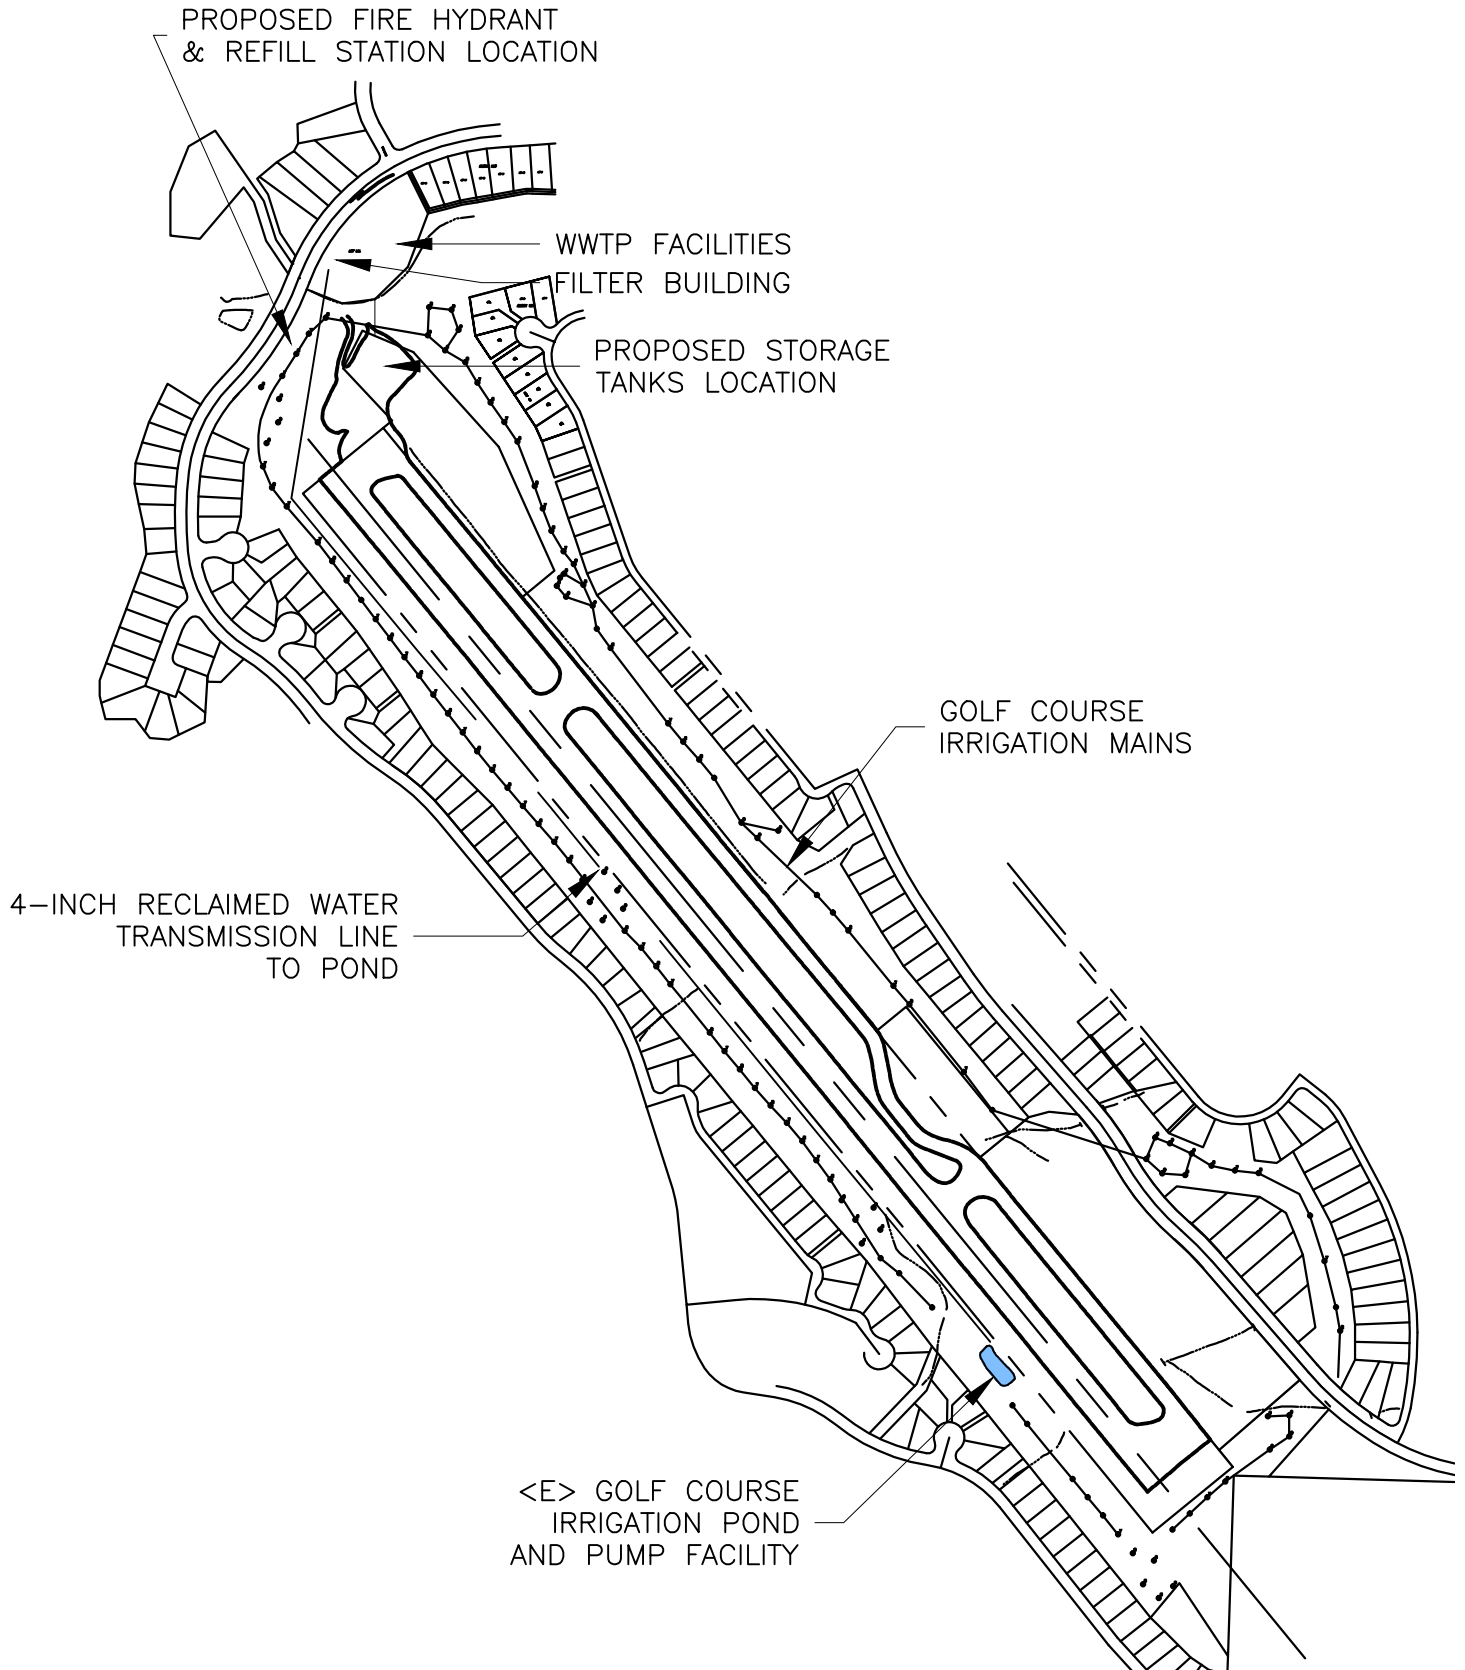 PROPOSED FIRE HYDRANT
& REFILL STATION LOCATION
WWTP FACILITIES
FILTER BUILDING
PROPOSED STORAGE
TANKS LOCATION
GOLF COURSE
IRRIGATION MAINS
4-INCH RECLAIMED WATER
TRANSMISSION LINE
TO POND
<E> GOLF COURSE
IRRIGATION POND
AND PUMP FACILITY